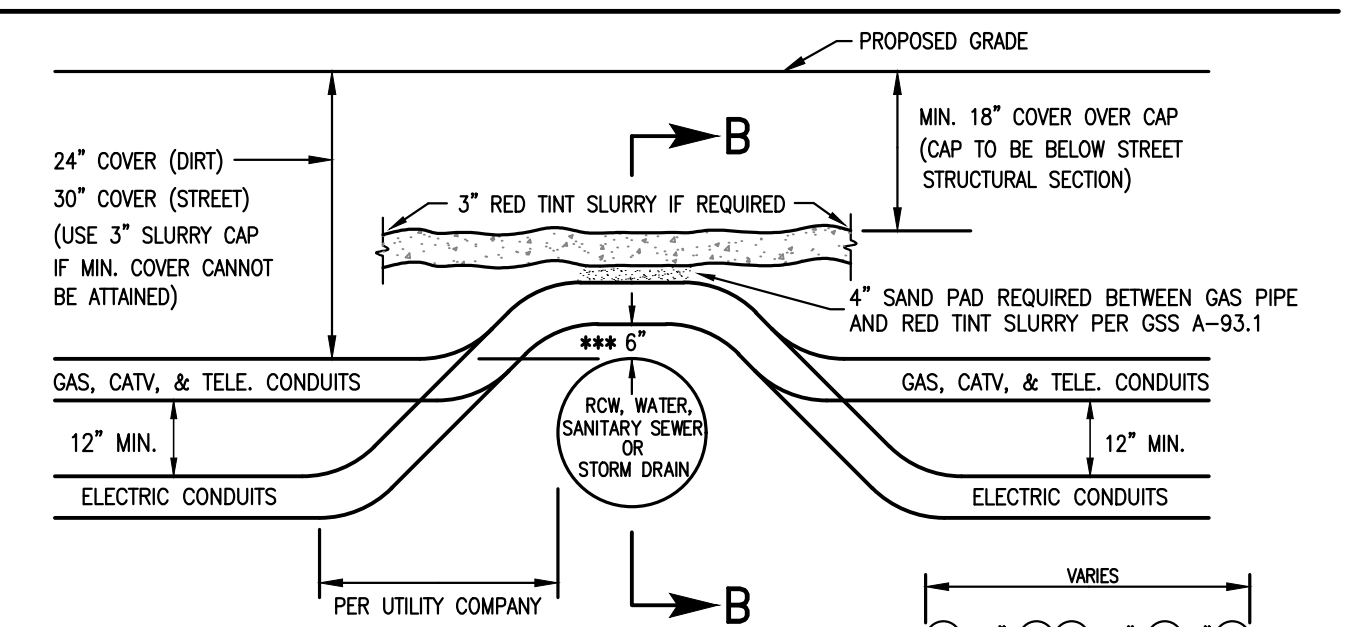 PROPOSED GRADE
MIN. 18" COVER OVER CAP
(CAP TO BE BELOW STREET
STRUCTURAL SECTION)
B
24" COVER (DIRT)
30" COVER (STREET)
(USE 3" SLURRY CAP
IF MIN. COVER CANNOT
BE ATTAINED)
3" RED TINT SLURRY IF REQUIRED
4" SAND PAD REQUIRED BETWEEN GAS PIPE
AND RED TINT SLURRY PER GSS A-93.1
*** 6"
GAS, CATV, & TELE. CONDUITS
GAS, CATV, & TELE. CONDUITS
RCW, WATER,
SANITARY SEWER
OR
STORM DRAIN
12" MIN.
12" MIN.
ELECTRIC CONDUITS
ELECTRIC CONDUITS
VARIES
PER UTILITY COMPANY
B